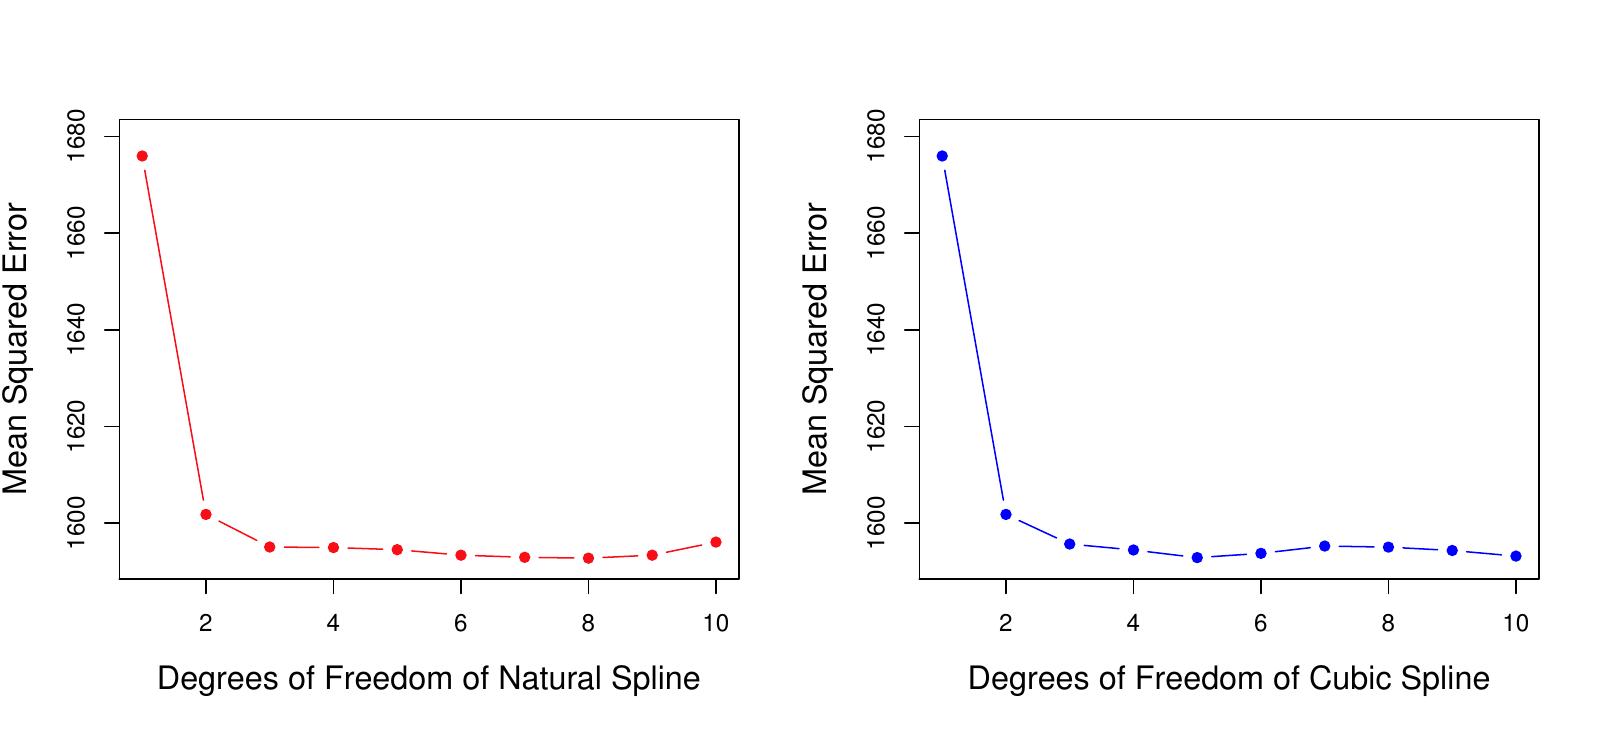 Mean Squared Error
1680
1660
1640
1620
1600
2 4 6 8 10
Degrees of Freedom of Natural Spline
Mean Squared Error
1680
1660
1640
1620
1600
2 4 6 8 10
Degrees of Freedom of Cubic Spline